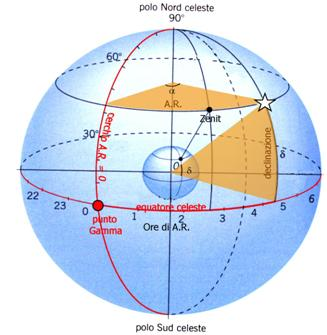 polo Nord celeste
90°
60°
α
A.R.
Zenit
30°
cerchio A.R. = 0
O
δ
declinazione
δ
22
23
0
1
2
3
4
5
6
equatore celeste
punto
Gamma
Ore di A.R.
polo Sud celeste